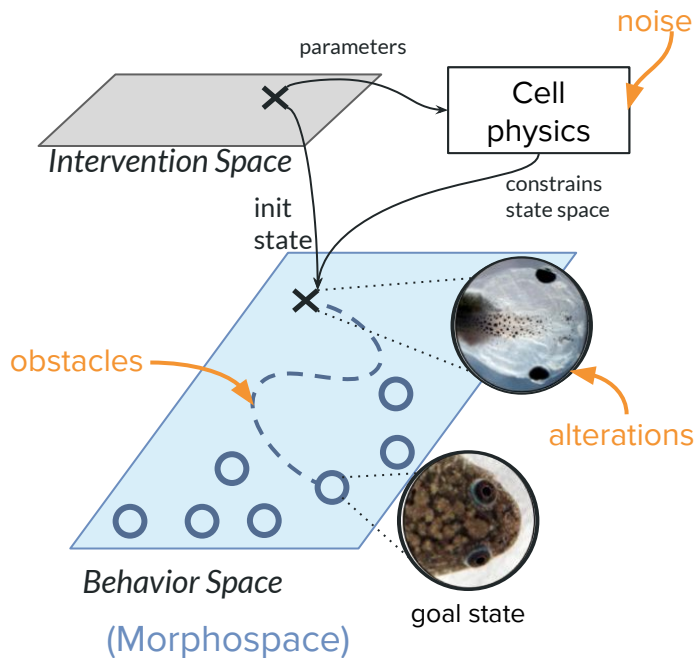 noise
parameters
Cell
physics
Intervention Space
constrains
state space
init
state
obstacles
alterations
Behavior Space
goal state
(Morphospace)